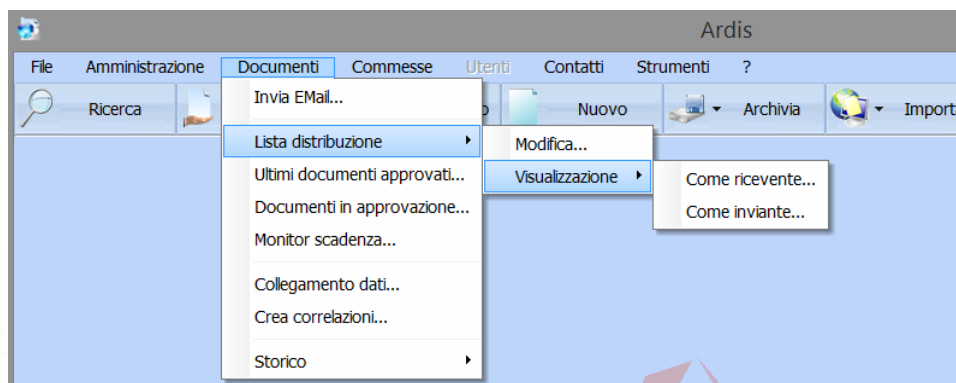 Ardis
File Amministrazione Documenti Commesse Utenti Contatti Strumenti ?
Ricerca Nuovo Archivia Import
Invia EMail...
Lista distribuzione
Modifica...
Ultimi documenti approvati...
Visualizzazione
Come ricevente...
Documenti in approvazione...
Come inviante...
Monitor scadenza...
Collegamento dati...
Crea correlazioni...
Storico